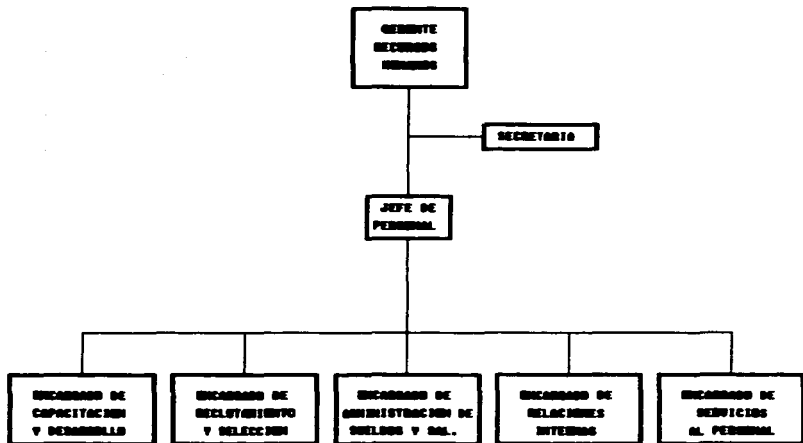 GERENTE
RECURSOS
HUMANOS
SECRETARIA
JEFE DE
PERSONAL
ENCARGADO DE
CAPACITACION
Y DESARROLLO
ENCARGADO DE
RECLUTAMIENTO
Y SELECCION
ENCARGADO DE
ADMINISTRACION DE
SUELDOS Y SAL.
ENCARGADO DE
RELACIONES
INTERNAS
ENCARGADO DE
SERVICIOS
AL PERSONAL